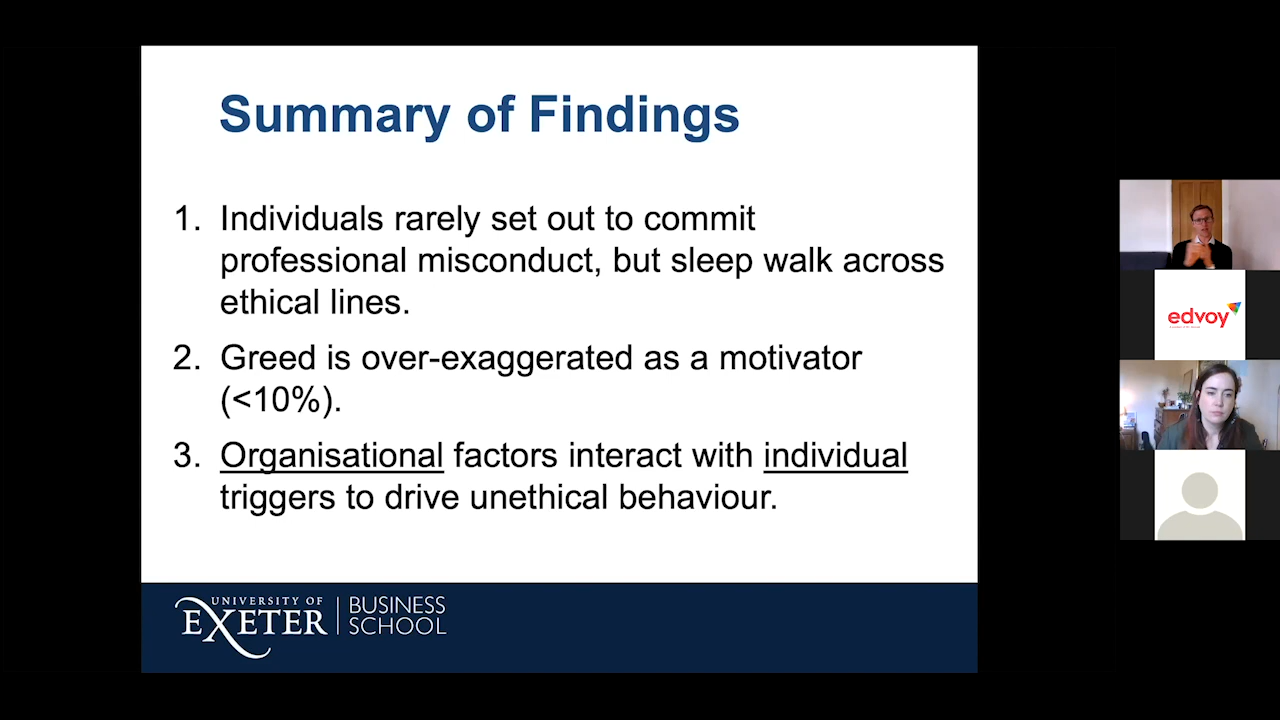 Summary of Findings
1. Individuals rarely set out to commit
professional misconduct, but sleep walk across
ethical lines.
2. Greed is over-exaggerated as a motivator
(<10%).
3. Organisational factors interact with individual
triggers to drive unethical behaviour.
UNIVERSITY OF
EXETER
BUSINESS
SCHOOL
edvoy